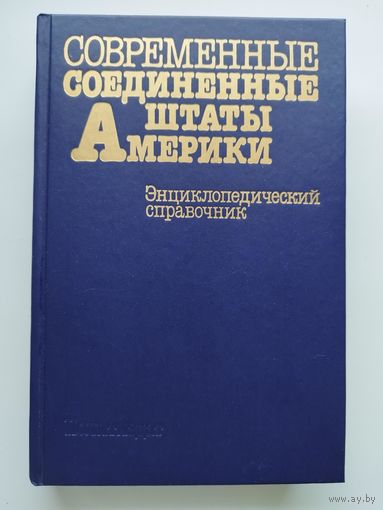 СОВРЕМЕННЫЕ
СОЕДИНЕННЫЕ
ШТАТЫ
АМЕРИКИ
Энциклопедический
справочник
ay.by